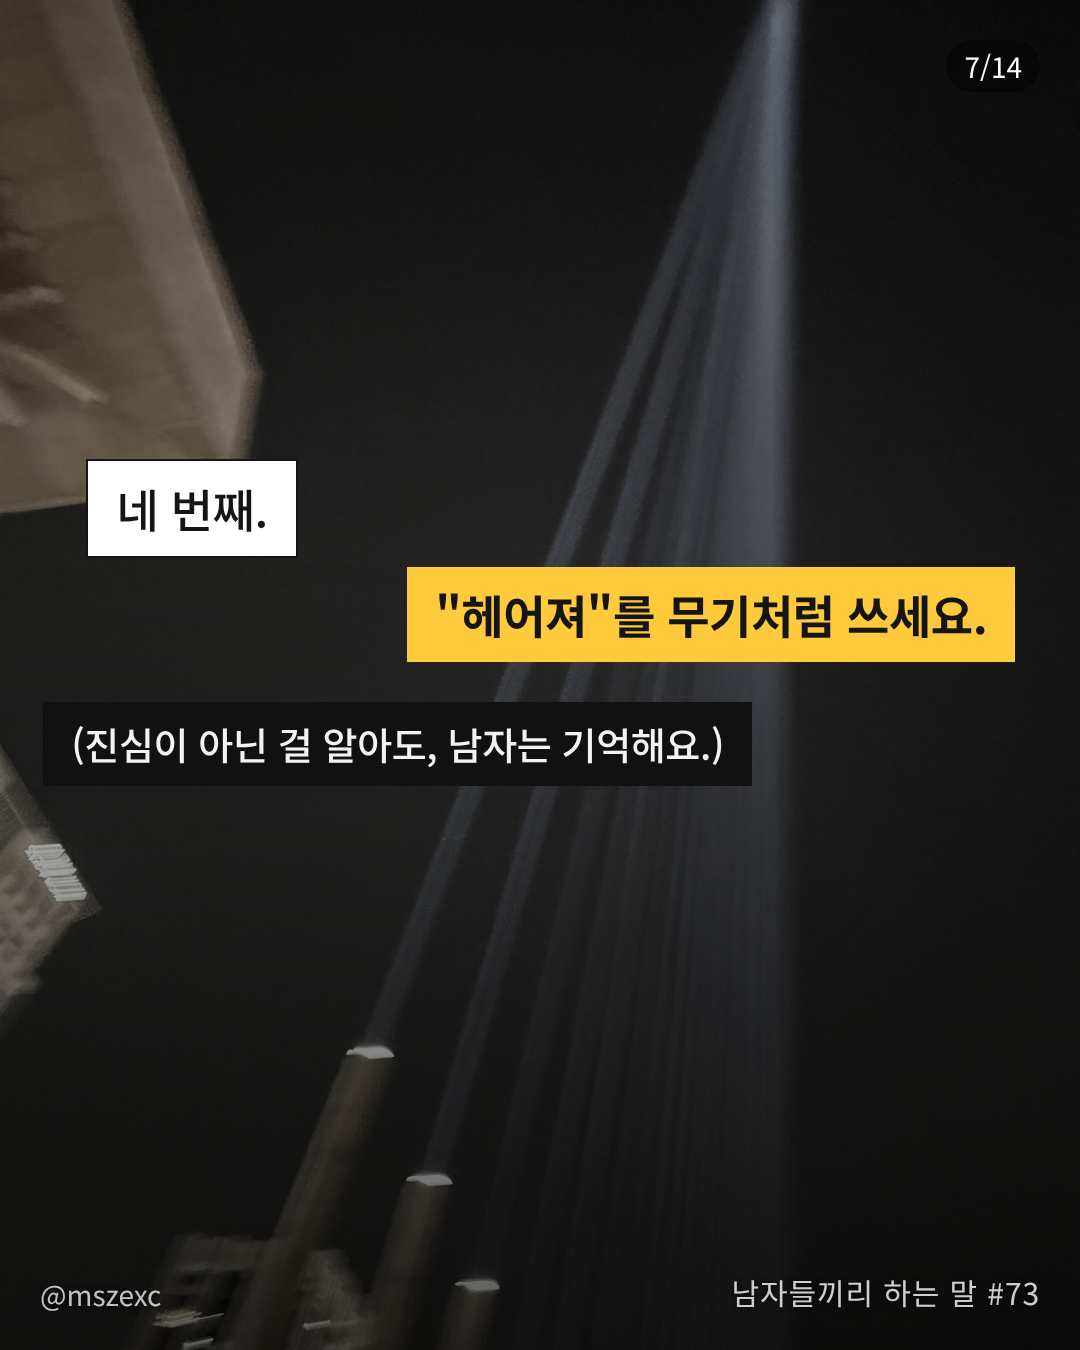 7/14
네 번째.
"헤어져"를 무기처럼 쓰세요.
(진심이 아닌 걸 알아도, 남자는 기억해요.)
@mszexc
남자들끼리 하는 말 #73